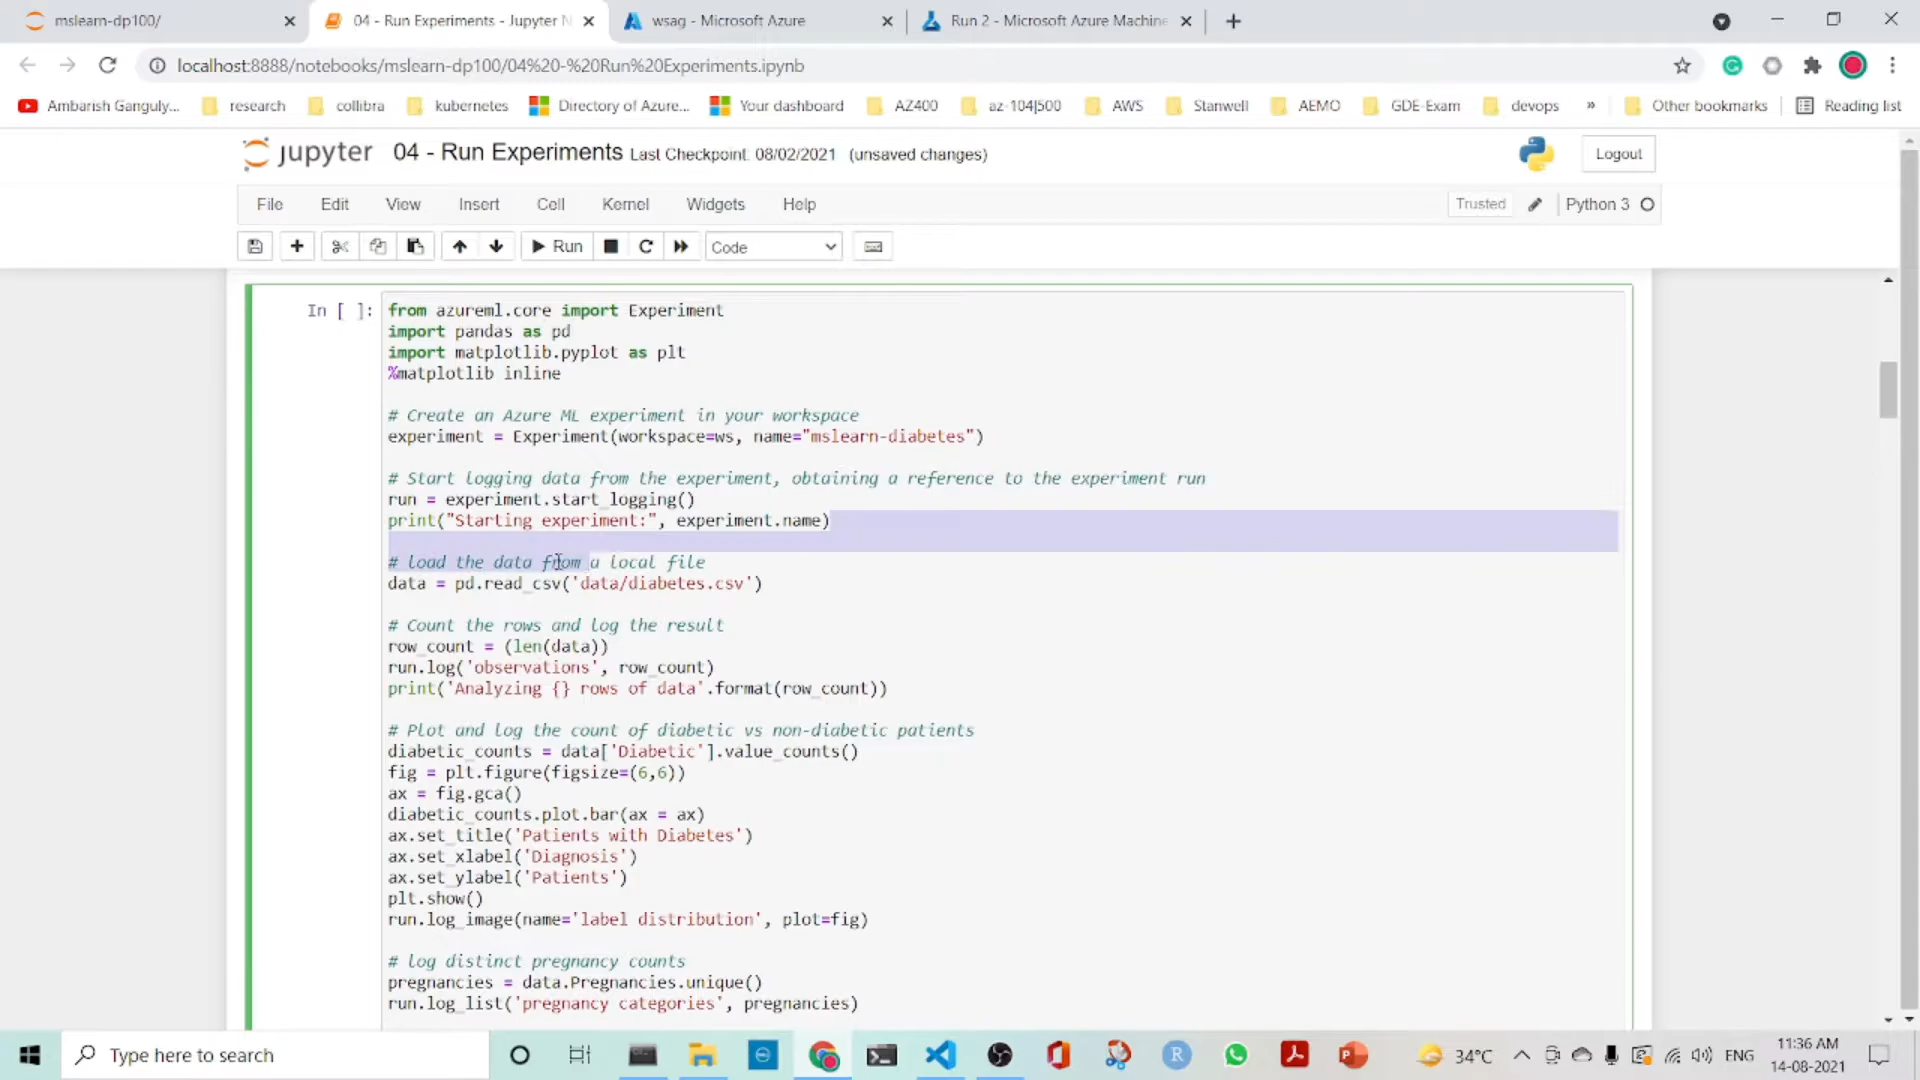 mslearn-dp100/
04 - Run Experiments - Jupyter N
wsag - Microsoft Azure
Run 2 - Microsoft Azure Machine
localhost:8888/notebooks/mslearn-dp100/04%20-%20Run%20Experiments.ipynb
Ambarish Ganguly...
research
collibra
kubernetes
Directory of Azure...
Your dashboard
AZ400
az-104|500
AWS
Stanwell
AEMO
GDE-Exam
devops
»
Other bookmarks
Reading list
jupyter 04 - Run Experiments Last Checkpoint: 08/02/2021 (unsaved changes)
Logout
File Edit View Insert Cell Kernel Widgets Help
Trusted
Python 3
Run
Code
In [ ]:
from azureml.core import Experiment
import pandas as pd
import matplotlib.pyplot as plt
%matplotlib inline
# Create an Azure ML experiment in your workspace
experiment = Experiment(workspace=ws, name="mslearn-diabetes")
# Start logging data from the experiment, obtaining a reference to the experiment run
run = experiment.start_logging()
print("Starting experiment:", experiment.name)
# load the data from a local file
data = pd.read_csv('data/diabetes.csv')
# Count the rows and log the result
row_count = (len(data))
run.log('observations', row_count)
print('Analyzing {} rows of data'.format(row_count))
# Plot and log the count of diabetic vs non-diabetic patients
diabetic_counts = data['Diabetic'].value_counts()
fig = plt.figure(figsize=(6,6))
ax = fig.gca()
diabetic_counts.plot.bar(ax = ax)
ax.set_title('Patients with Diabetes')
ax.set_xlabel('Diagnosis')
ax.set_ylabel('Patients')
plt.show()
run.log_image(name='label distribution', plot=fig)
# log distinct pregnancy counts
pregnancies = data.Pregnancies.unique()
run.log_list('pregnancy categories', pregnancies)
Type here to search
34°C
ENG
11:36 AM
14-08-2021